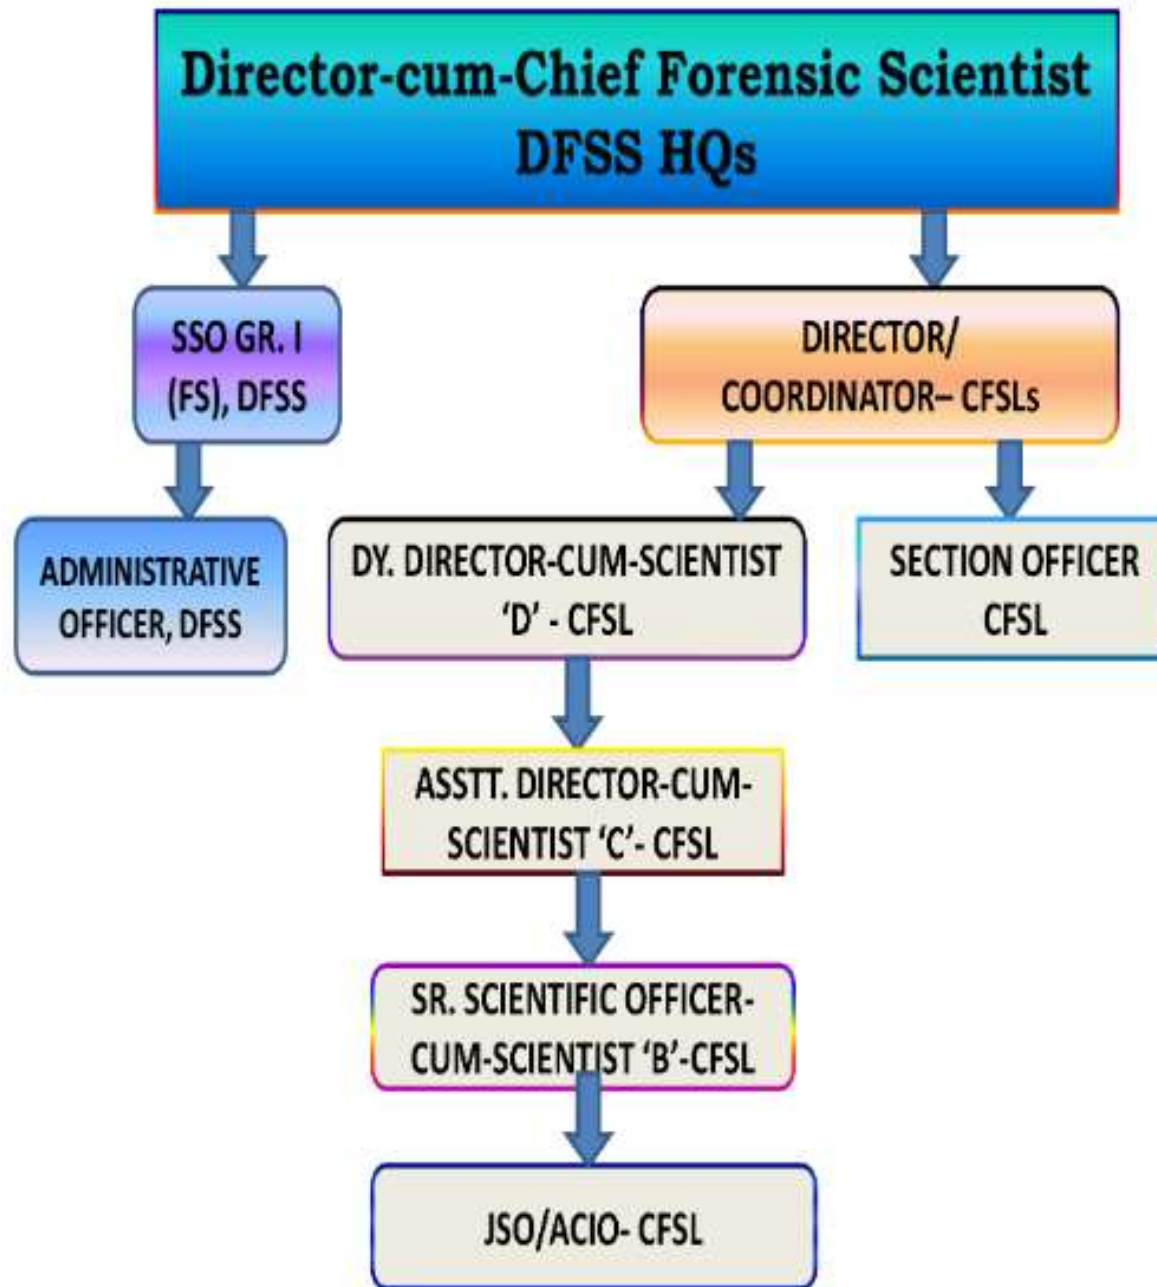 Director-cum-Chief Forensic Scientist
DFSS HQs
SSO GR. I
(FS), DFSS
DIRECTOR/
COORDINATOR– CFSLs
ADMINISTRATIVE
OFFICER, DFSS
DY. DIRECTOR-CUM-SCIENTIST
‘D’ - CFSL
SECTION OFFICER
CFSL
ASSTT. DIRECTOR-CUM-
SCIENTIST ‘C’- CFSL
SR. SCIENTIFIC OFFICER-
CUM-SCIENTIST ‘B’-CFSL
JSO/ACIO- CFSL